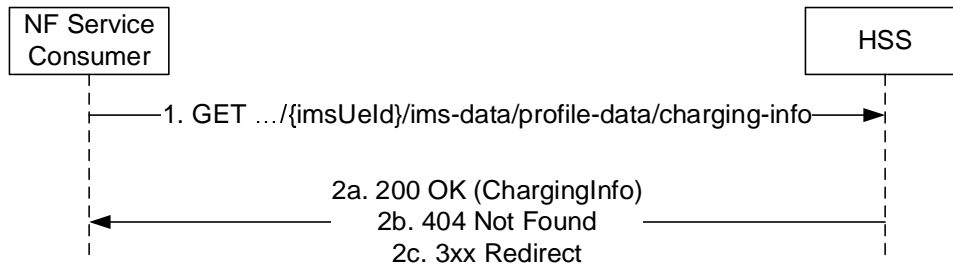 NF Service
Consumer
HSS
1. GET …/{imsUeId}/ims-data/profile-data/charging-info
2a. 200 OK (ChargingInfo)
2b. 404 Not Found
2c. 3xx Redirect